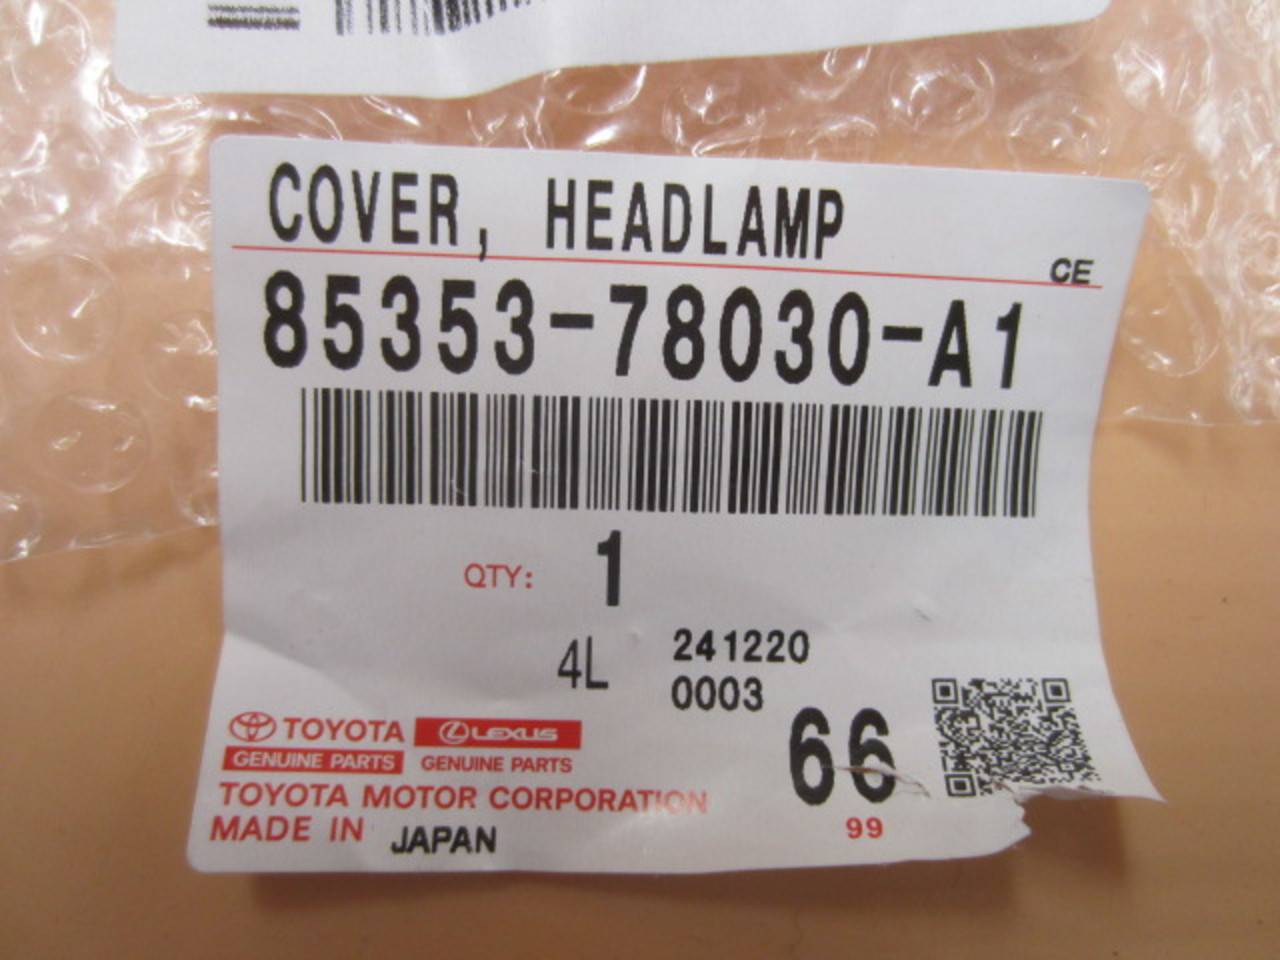 COVER, HEADLAMP
CE
85353-78030-A1
QTY: 1
4L 241220
0003
66
TOYOTA LEXUS
GENUINE PARTS GENUINE PARTS
TOYOTA MOTOR CORPORATION
99
MADE IN JAPAN